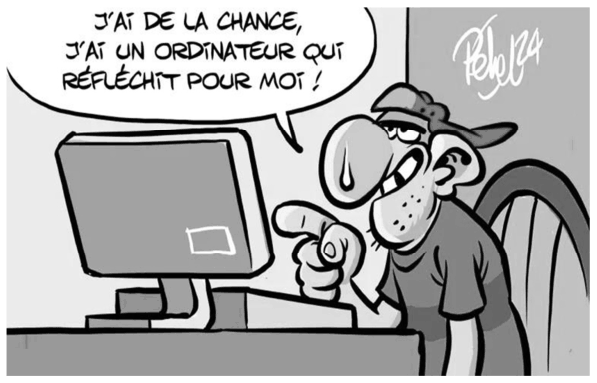 J'AI DE LA CHANCE,
J'AI UN ORDINATEUR QUI
RÉFLÉCHIT POUR MOI !